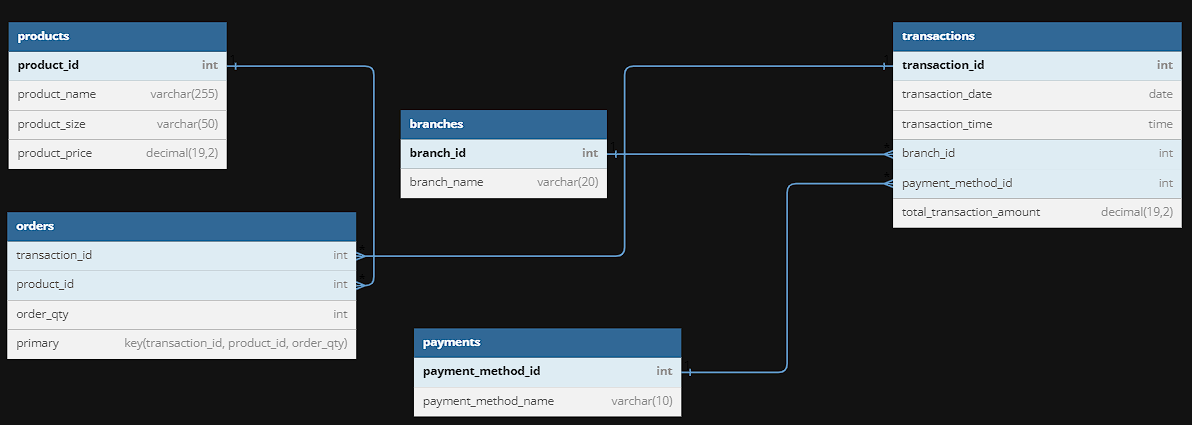 products
product_id int
product_name varchar(255)
product_size varchar(50)
product_price decimal(19,2)
orders
transaction_id int
product_id int
order_qty int
primary key(transaction_id, product_id, order_qty)
branches
branch_id int
branch_name varchar(20)
payments
payment_method_id int
payment_method_name varchar(10)
transactions
transaction_id int
transaction_date date
transaction_time time
branch_id int
payment_method_id int
total_transaction_amount decimal(19,2)